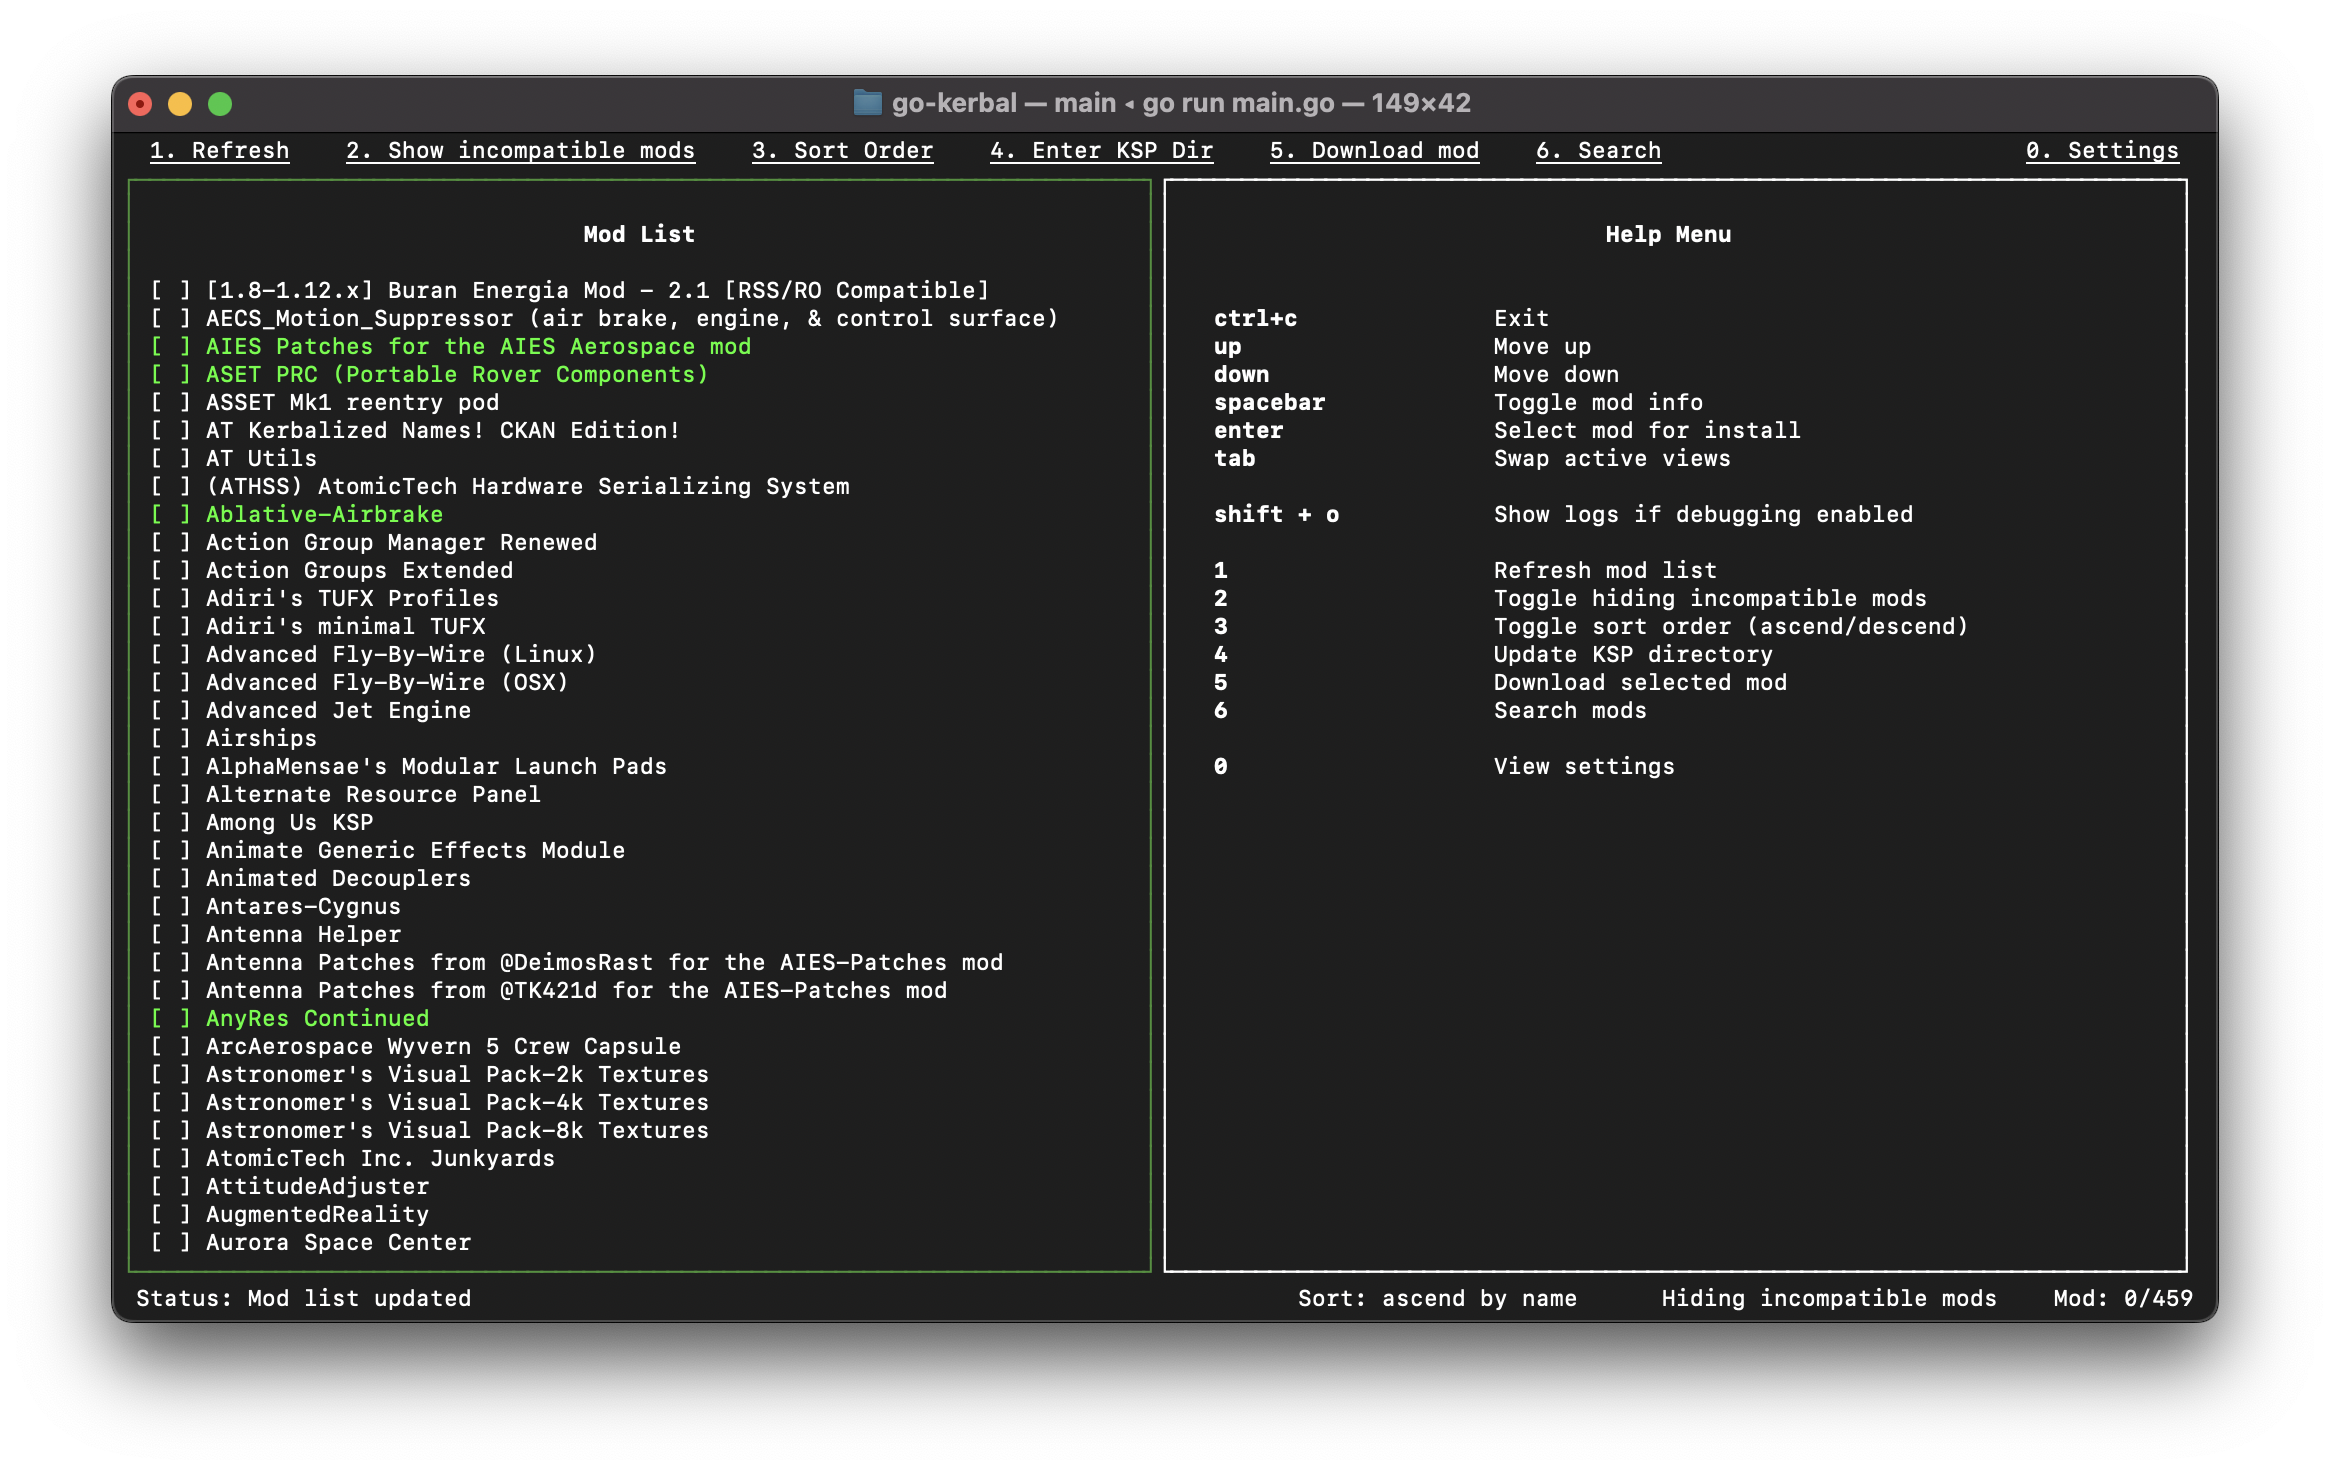 go-kerbal — main ◂ go run main.go — 149×42
1. Refresh 2. Show incompatible mods 3. Sort Order 4. Enter KSP Dir 5. Download mod 6. Search 0. Settings
Mod List
[ ] [1.8-1.12.x] Buran Energia Mod - 2.1 [RSS/RO Compatible]
[ ] AECS_Motion_Suppressor (air brake, engine, & control surface)
[ ] AIES Patches for the AIES Aerospace mod
[ ] ASET PRC (Portable Rover Components)
[ ] ASSET Mk1 reentry pod
[ ] AT Kerbalized Names! CKAN Edition!
[ ] AT Utils
[ ] (ATHSS) AtomicTech Hardware Serializing System
[ ] Ablative-Airbrake
[ ] Action Group Manager Renewed
[ ] Action Groups Extended
[ ] Adiri's TUFX Profiles
[ ] Adiri's minimal TUFX
[ ] Advanced Fly-By-Wire (Linux)
[ ] Advanced Fly-By-Wire (OSX)
[ ] Advanced Jet Engine
[ ] Airships
[ ] AlphaMensae's Modular Launch Pads
[ ] Alternate Resource Panel
[ ] Among Us KSP
[ ] Animate Generic Effects Module
[ ] Animated Decouplers
[ ] Antares-Cygnus
[ ] Antenna Helper
[ ] Antenna Patches from @DeimosRast for the AIES-Patches mod
[ ] Antenna Patches from @TK421d for the AIES-Patches mod
[ ] AnyRes Continued
[ ] ArcAerospace Wyvern 5 Crew Capsule
[ ] Astronomer's Visual Pack-2k Textures
[ ] Astronomer's Visual Pack-4k Textures
[ ] Astronomer's Visual Pack-8k Textures
[ ] AtomicTech Inc. Junkyards
[ ] AttitudeAdjuster
[ ] AugmentedReality
[ ] Aurora Space Center
Help Menu
ctrl+c Exit
up Move up
down Move down
spacebar Toggle mod info
enter Select mod for install
tab Swap active views
shift + o Show logs if debugging enabled
1 Refresh mod list
2 Toggle hiding incompatible mods
3 Toggle sort order (ascend/descend)
4 Update KSP directory
5 Download selected mod
6 Search mods
0 View settings
Status: Mod list updated Sort: ascend by name Hiding incompatible mods Mod: 0/459